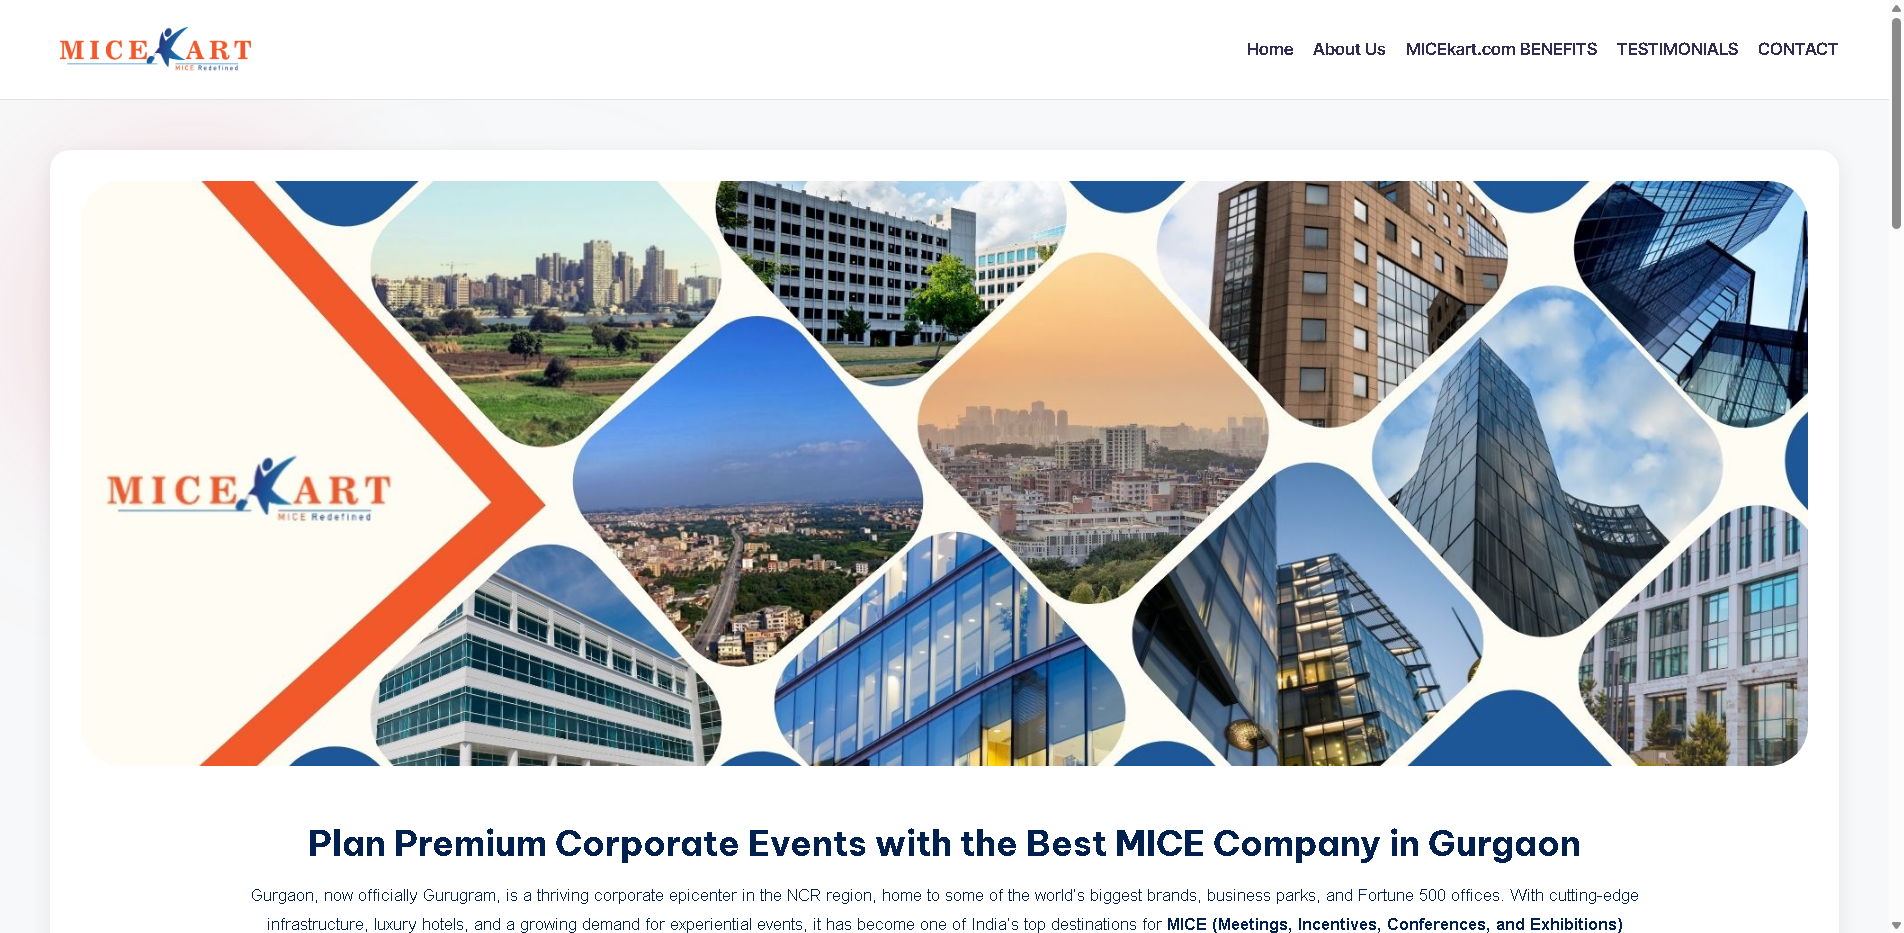 MICEKART
MICE Redefined
Home About Us MICEkart.com BENEFITS TESTIMONIALS CONTACT
MICEKART
MICE Redefined
Plan Premium Corporate Events with the Best MICE Company in Gurgaon
Gurgaon, now officially Gurugram, is a thriving corporate epicenter in the NCR region, home to some of the world's biggest brands, business parks, and Fortune 500 offices. With cutting-edge
infrastructure, luxury hotels, and a growing demand for experiential events, it has become one of India's top destinations for MICE (Meetings, Incentives, Conferences, and Exhibitions)